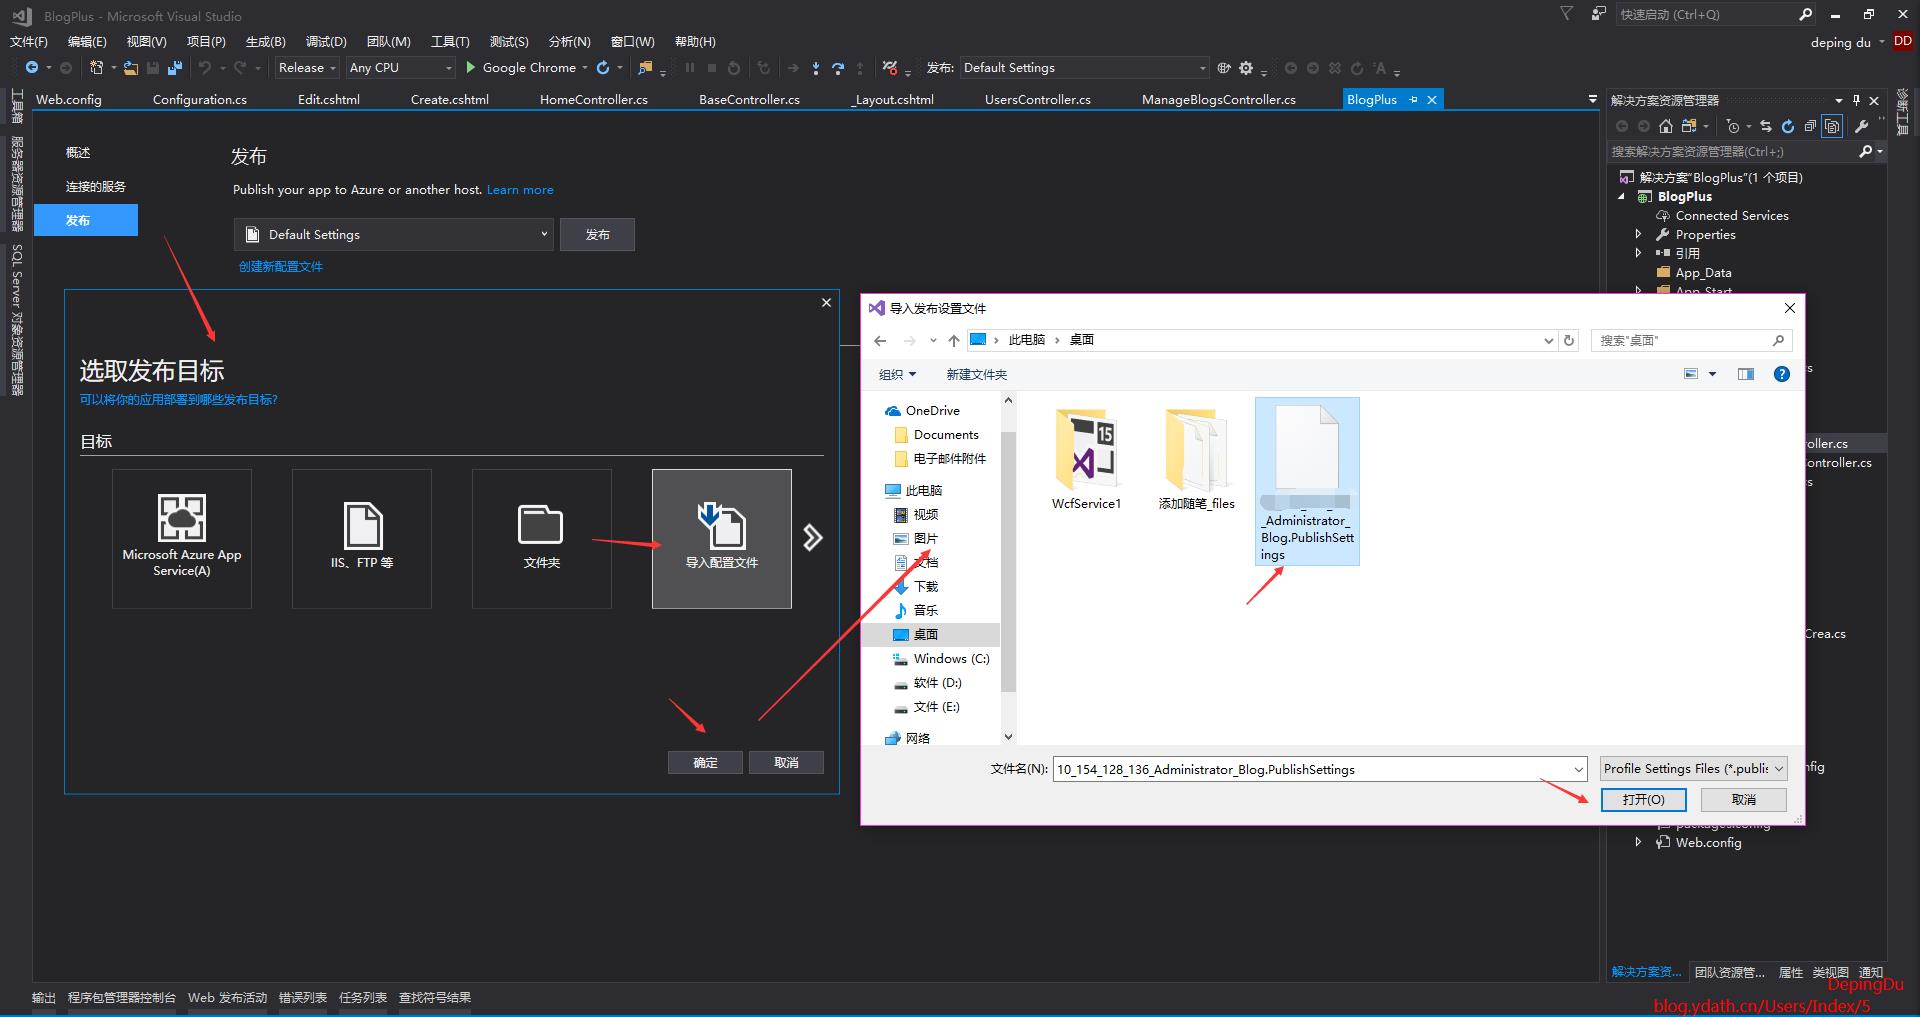 BlogPlus - Microsoft Visual Studio
快速启动 (Ctrl+Q)
文件(F) 编辑(E) 视图(V) 项目(P) 生成(B) 调试(D) 团队(M) 工具(T) 测试(S) 分析(N) 窗口(W) 帮助(H)
deping du DD
Release Any CPU Google Chrome 发布: Default Settings
Web.config Configuration.cs Edit.cshtml Create.cshtml HomeController.cs BaseController.cs _Layout.cshtml UsersController.cs ManageBlogsController.cs BlogPlus
工具箱
服务器资源管理器
SQL Server 对象资源管理器
概述
连接的服务
发布
发布
Publish your app to Azure or another host. Learn more
Default Settings 发布
创建新配置文件
选取发布目标
可以将你的应用部署到哪些发布目标?
目标
Microsoft Azure App
Service(A)
IIS、FTP 等
文件夹
导入配置文件
确定 取消
导入发布设置文件
此电脑 桌面
搜索"桌面"
组织 新建文件夹
OneDrive
Documents
电子邮件附件
此电脑
视频
图片
文档
下载
音乐
桌面
Windows (C:)
软件 (D:)
文件 (E:)
网络
WcfService1
添加随笔_files
_Administrator_
Blog.PublishSett
ings
文件名(N): 10_154_128_136_Administrator_Blog.PublishSettings
Profile Settings Files (*.publis
打开(O) 取消
解决方案资源管理器
搜索解决方案资源管理器(Ctrl+;)
解决方案"BlogPlus"(1 个项目)
BlogPlus
Connected Services
Properties
引用
App_Data
App_Start
cs
oller.cs
Controller.cs
cs
Crea.cs
nfig
packages.config
Web.config
诊断工具
解决方案资... 团队资源管... 属性 类视图 通知
输出 程序包管理器控制台 Web 发布活动 错误列表 任务列表 查找符号结果
DepingDu
blog.ydath.cn/Users/Index/5